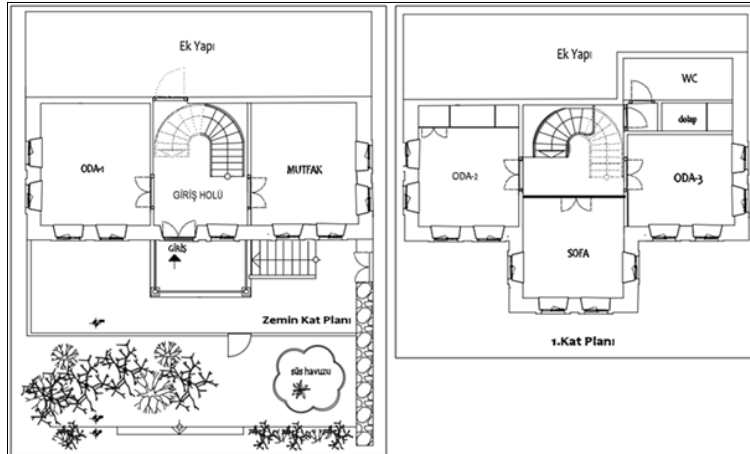 Ek Yapı
ODA-1
GİRİŞ HOLÜ
MUTFAK
GİRİŞ
Zemin Kat Planı
süs havuzu
Ek Yapı
WC
dolap
ODA-2
ODA-3
SOFA
1.Kat Planı